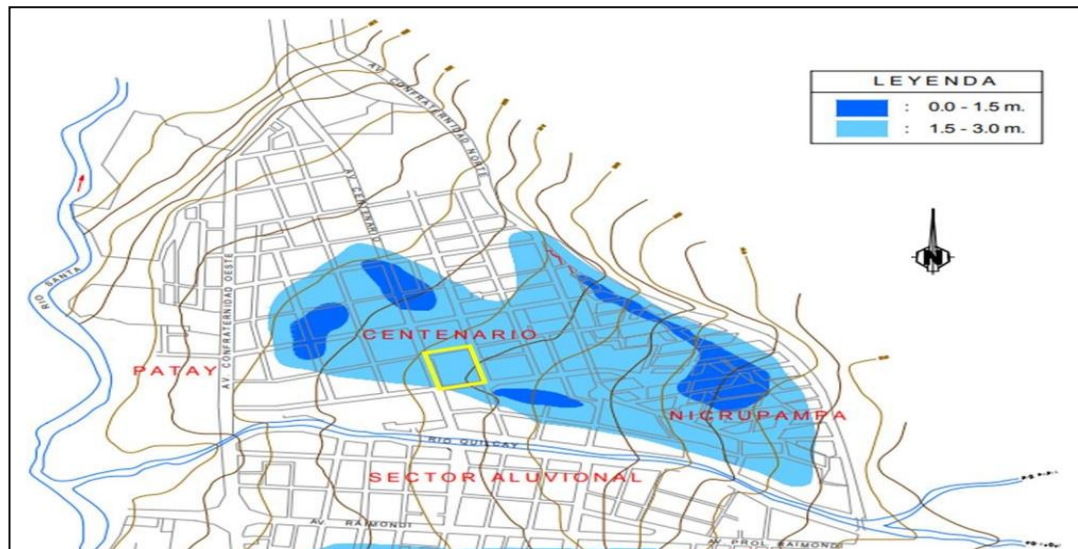 LEYENDA
: 0.0 - 1.5 m.
: 1.5 - 3.0 m.
AV. CONFRATERNIDAD NORTE
AV. CENTENARIO
N
RIO SANTA
AV. CONFRATERNIDAD OESTE
CENTENARIO
PATAY
NICRUPAMPA
RIO QUILCAY
SECTOR ALUVIONAL
AV. RAIMONDI
AV. PROL. RAIMONDI